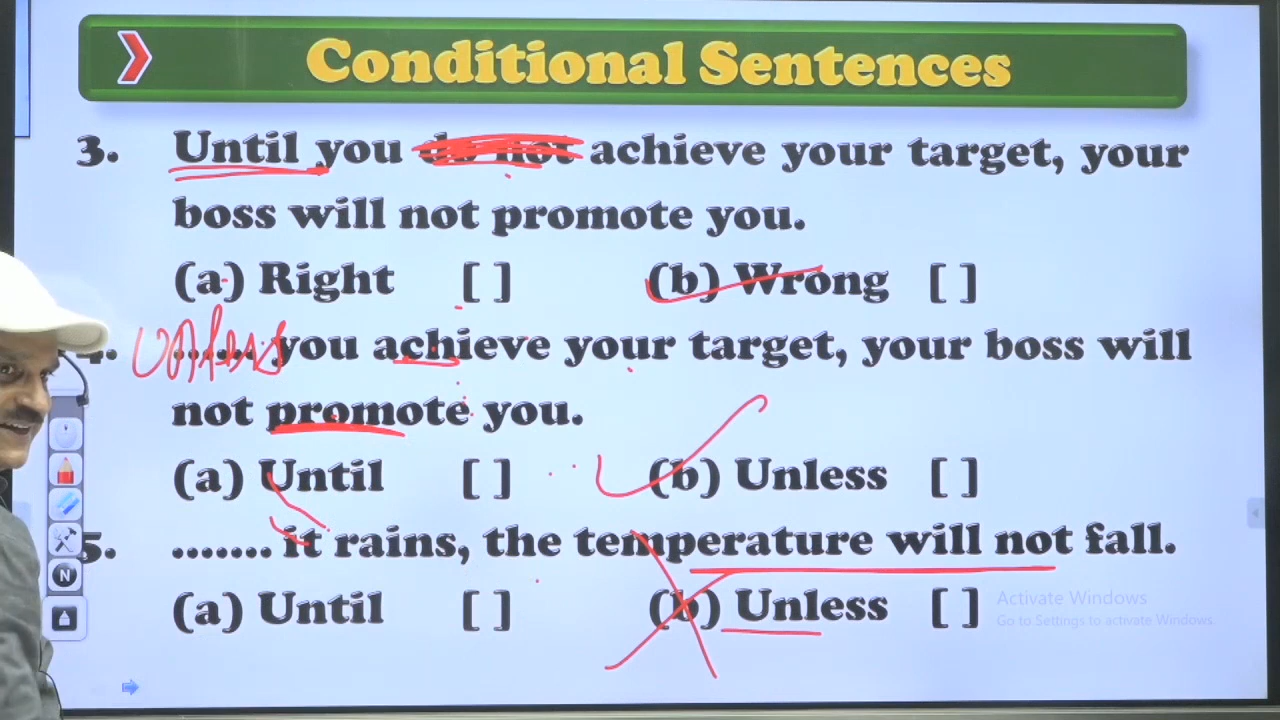 Conditional Sentences
3. Until you do not achieve your target, your
boss will not promote you.
(a) Right [ ] (b) Wrong [ ]
Unless ...... you achieve your target, your boss will
not promote you.
(a) Until [ ] (b) Unless [ ]
5. ....... it rains, the temperature will not fall.
(a) Until [ ] (b) Unless [ ]
Activate Windows
Go to Settings to activate Windows.
N